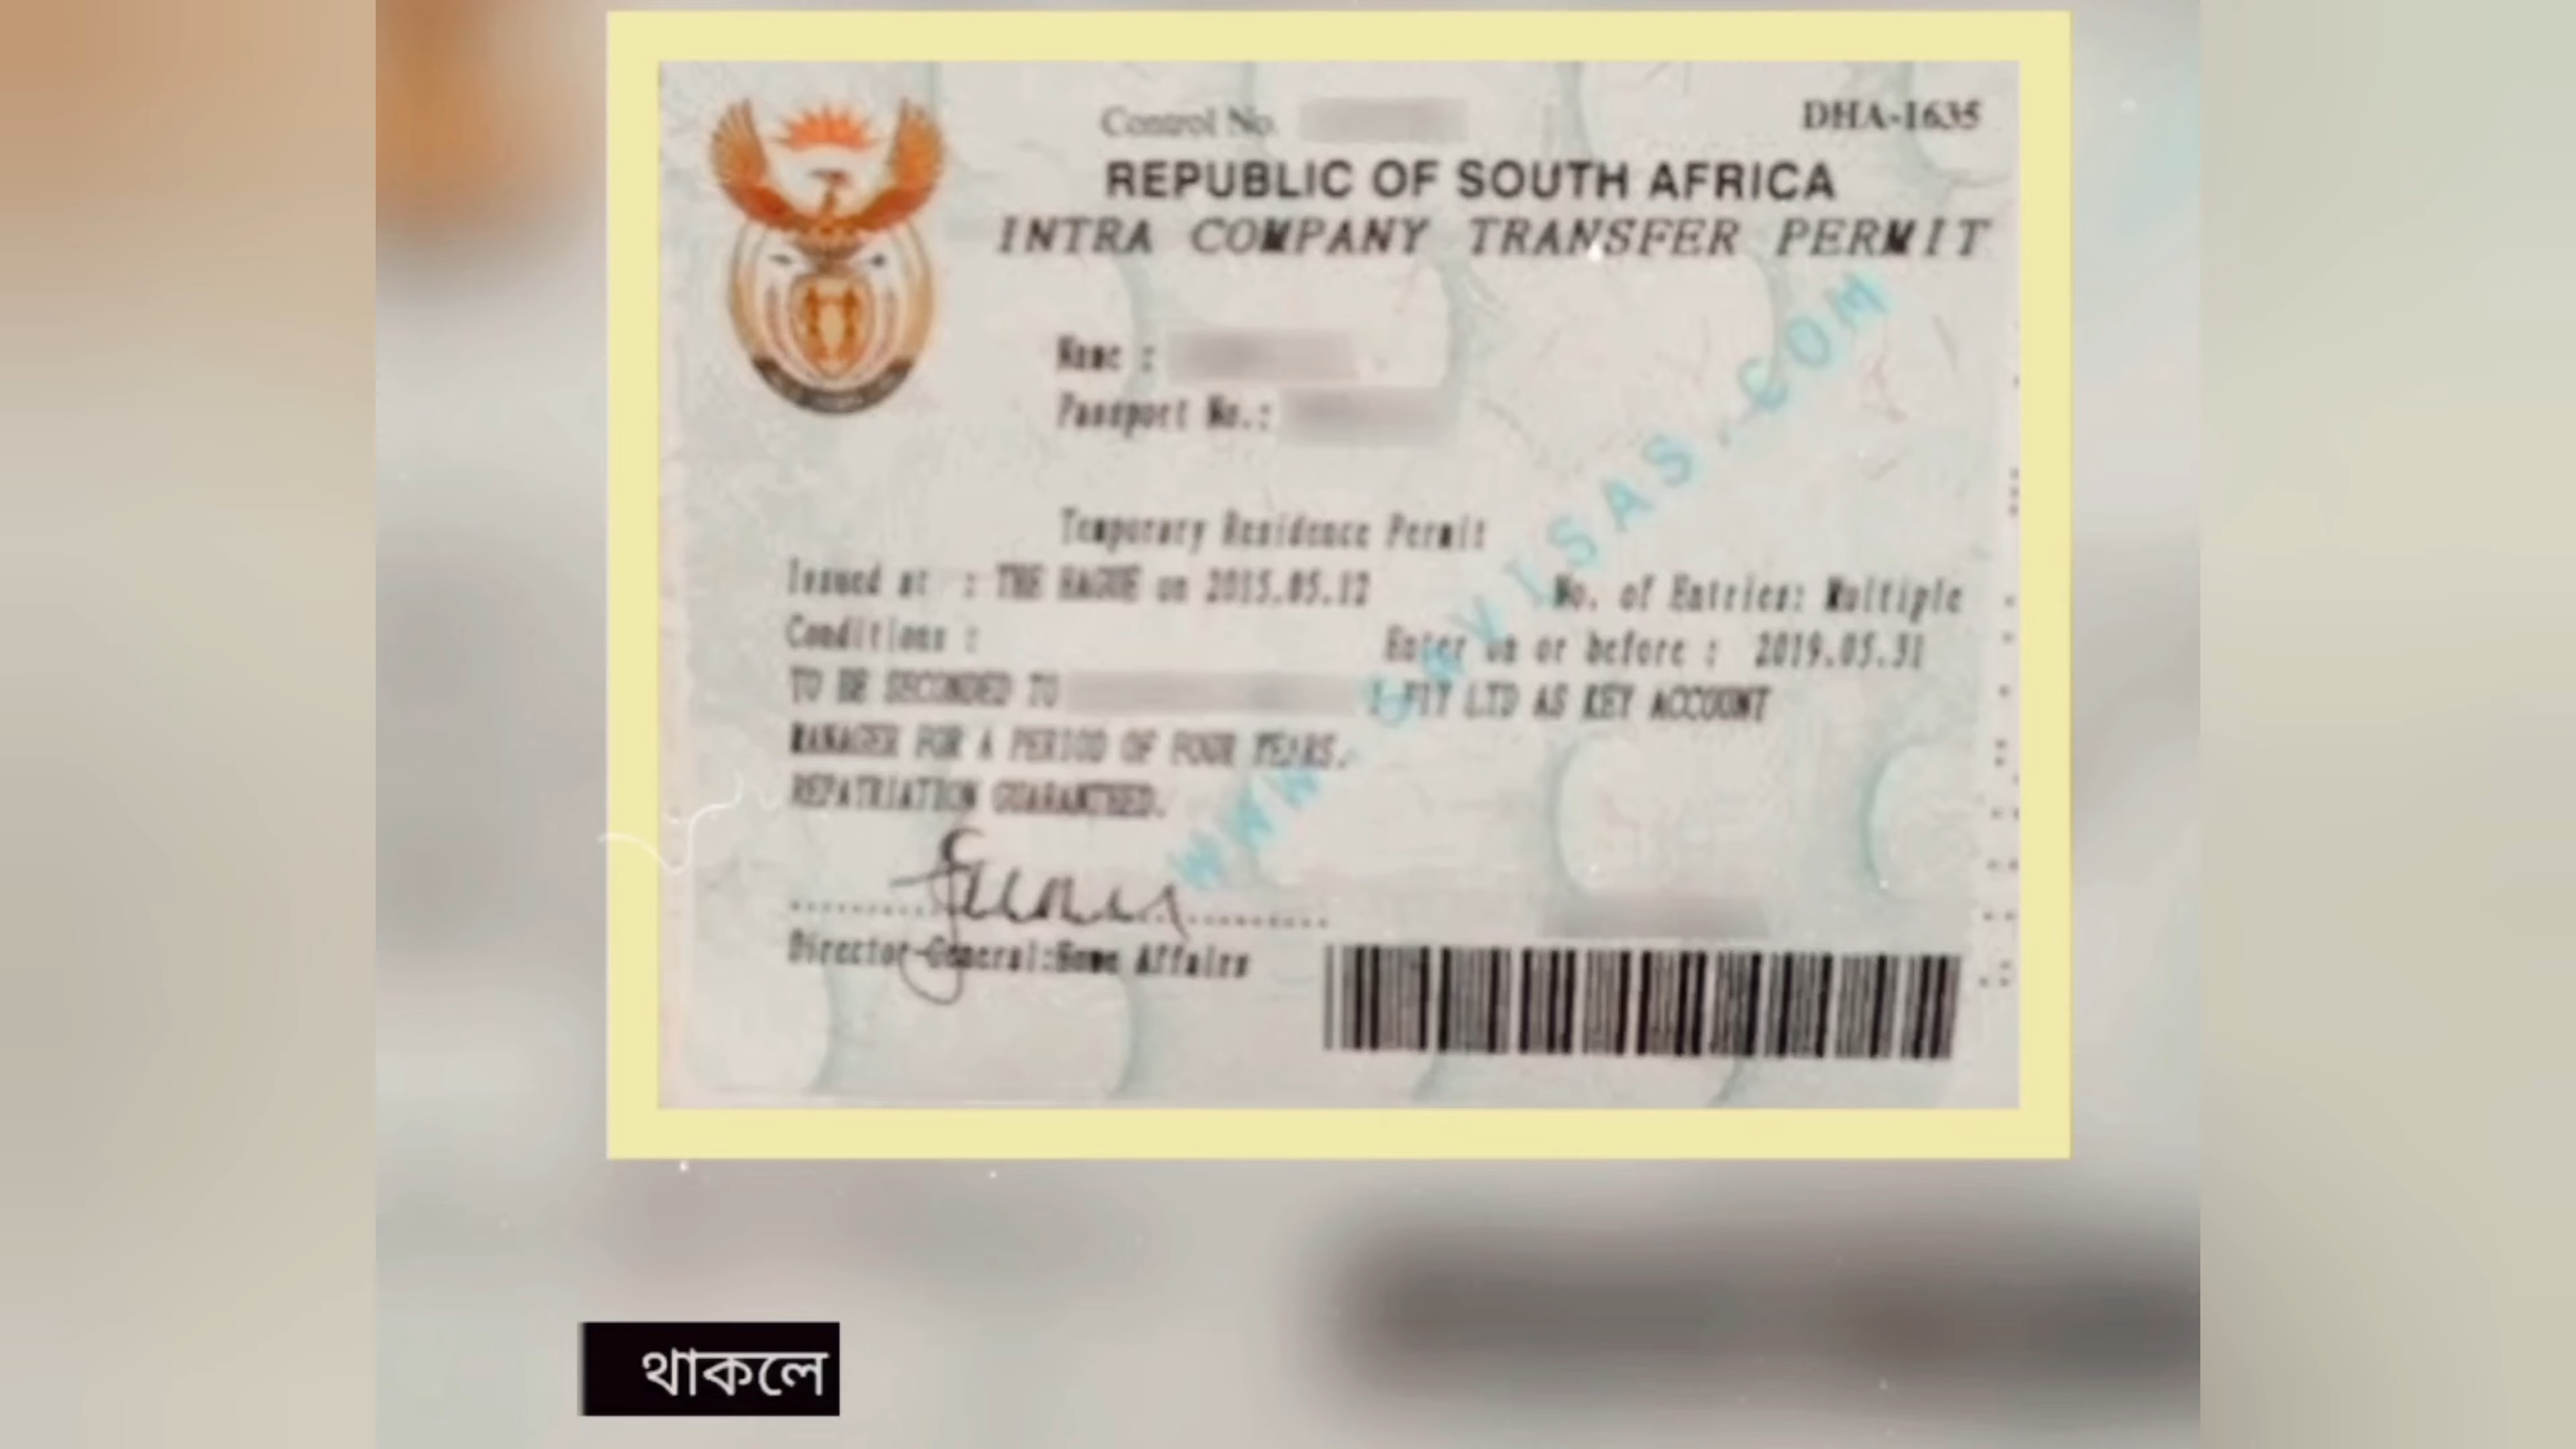 Control No.
DHA-1635
REPUBLIC OF SOUTH AFRICA
INTRA COMPANY TRANSFER PERMIT
Name :
Passport No.:
Temporary Residence Permit
Issued at : THE HAGUE on 2015.05.12
No. of Entries: Multiple
Conditions :
Enter on or before : 2019.05.31
TO BE SECONDED TO
PTY LTD AS KEY ACCOUNT
MANAGER FOR A PERIOD OF FOUR YEARS.
REPATRIATION GUARANTEED.
Director-General:Home Affairs
থাকলে